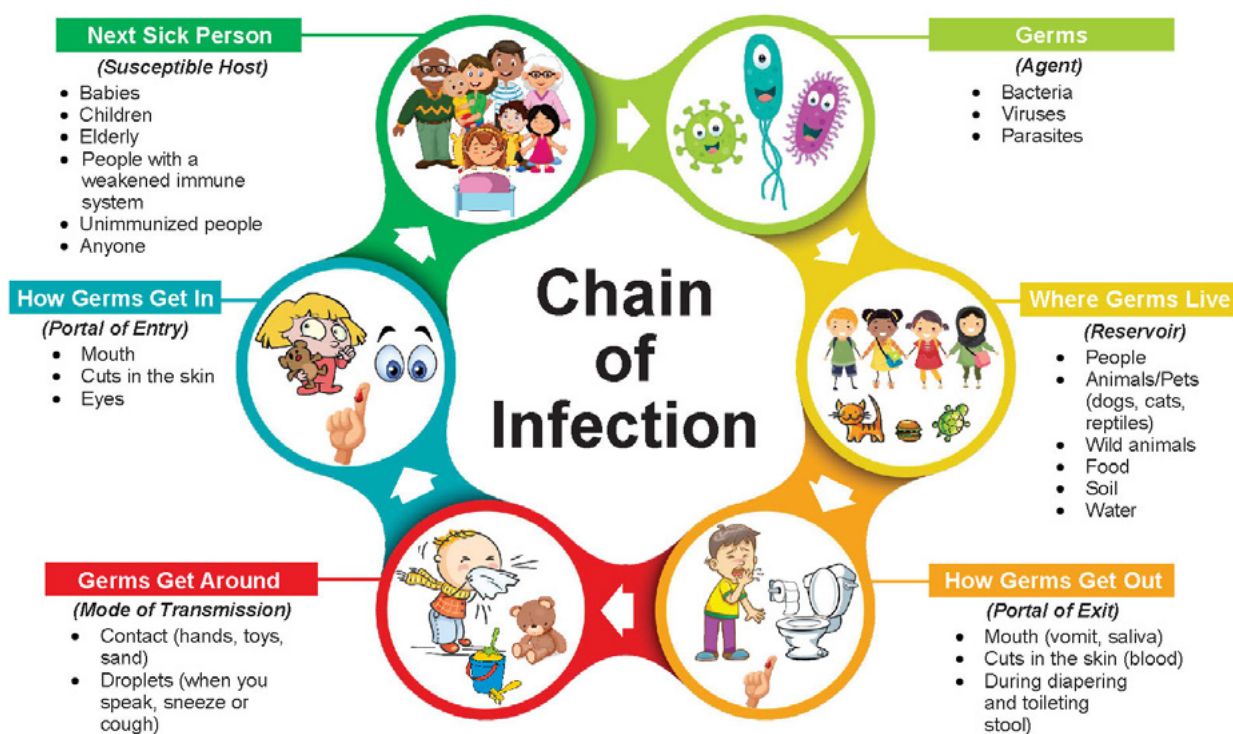 Next Sick Person
(Susceptible Host)
• Babies
• Children
• Elderly
• People with a
weakened immune
system
• Unimmunized people
• Anyone
Germs
(Agent)
• Bacteria
• Viruses
• Parasites
Chain
of
Infection
How Germs Get In
(Portal of Entry)
• Mouth
• Cuts in the skin
• Eyes
Where Germs Live
(Reservoir)
• People
• Animals/Pets
(dogs, cats,
reptiles)
• Wild animals
• Food
• Soil
• Water
Germs Get Around
(Mode of Transmission)
• Contact (hands, toys,
sand)
• Droplets (when you
speak, sneeze or
cough)
How Germs Get Out
(Portal of Exit)
• Mouth (vomit, saliva)
• Cuts in the skin (blood)
• During diapering
and toileting
stool)